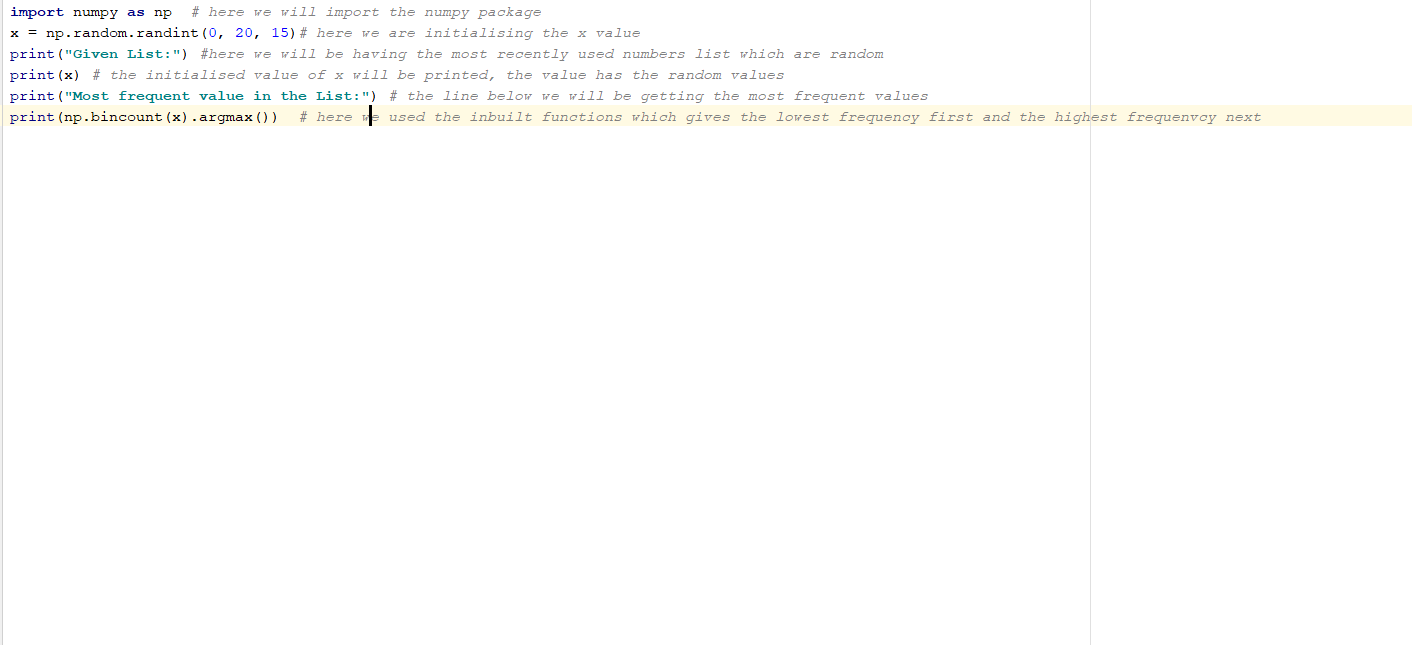 import numpy as np  # here we will import the numpy package
x = np.random.randint(0, 20, 15)# here we are initialising the x value
print("Given List:") #here we will be having the most recently used numbers list which are random
print(x) # the initialised value of x will be printed, the value has the random values
print("Most frequent value in the List:") # the line below we will be getting the most frequent values
print(np.bincount(x).argmax())  # here we used the inbuilt functions which gives the lowest frequency first and the highest frequenvcy next